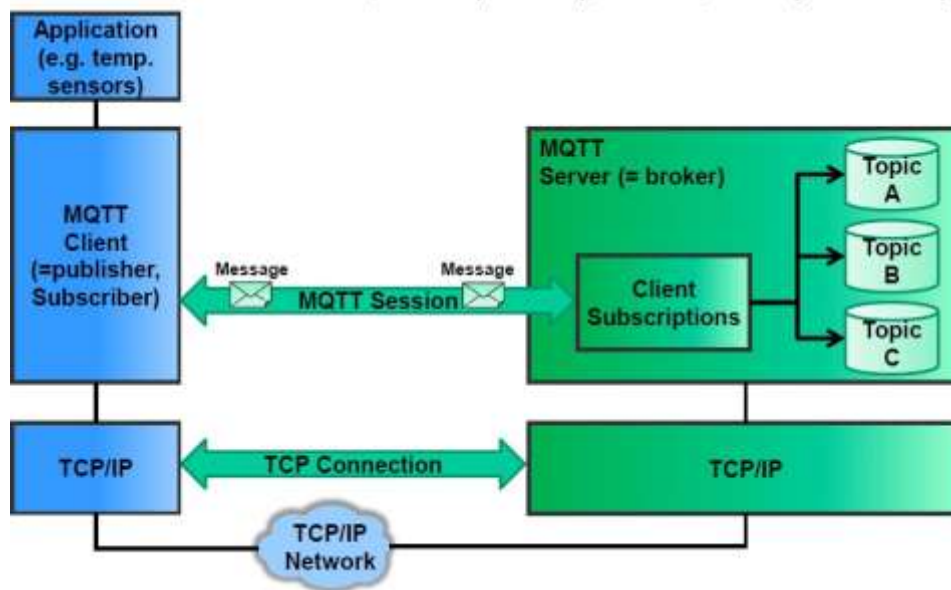 Application
(e.g. temp.
sensors)
MQTT
Client
(=publisher,
Subscriber)
Message
Message
MQTT Session
MQTT
Server (= broker)
Client
Subscriptions
Topic
A
Topic
B
Topic
C
TCP/IP
TCP Connection
TCP/IP
TCP/IP
Network